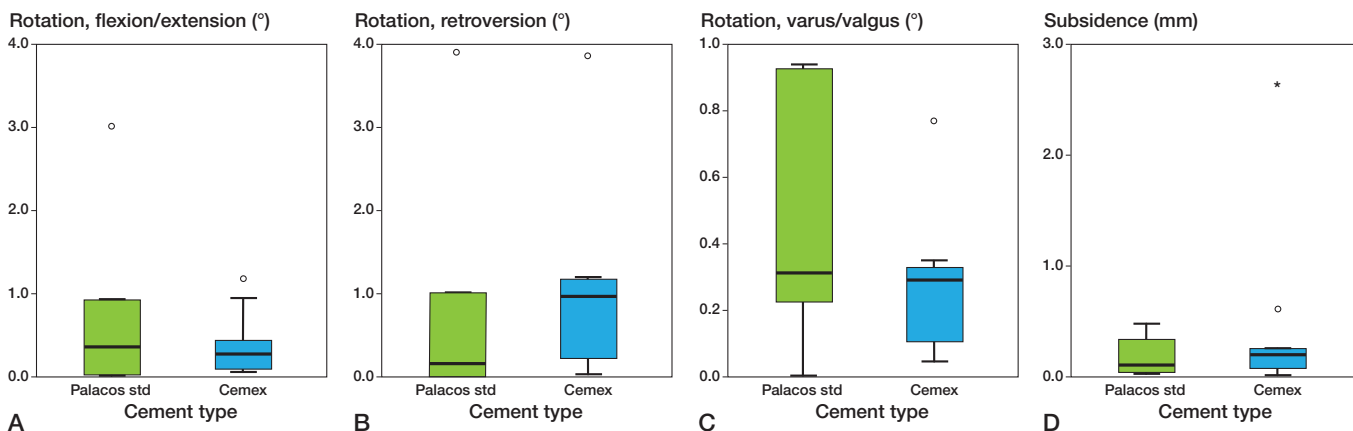 Rotation, flexion/extension (°)
4.0
3.0
2.0
1.0
0.0
Palacos std Cemex
Cement type
A
Rotation, retroversion (°)
4.0
3.0
2.0
1.0
0.0
Palacos std Cemex
Cement type
B
Rotation, varus/valgus (°)
1.0
0.8
0.6
0.4
0.2
0.0
Palacos std Cemex
Cement type
C
Subsidence (mm)
3.0
2.0
1.0
0.0
Palacos std Cemex
Cement type
D